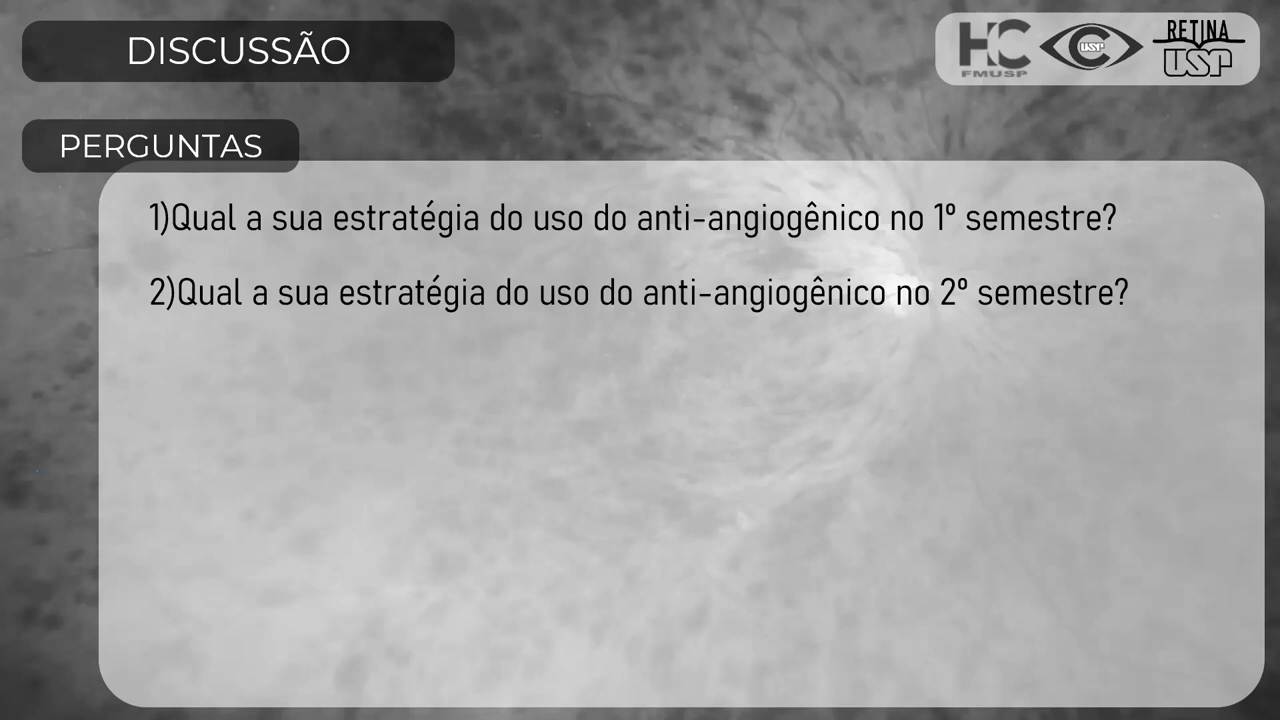 DISCUSSÃO
HC
FMUSP
USP
RETINA
USP
PERGUNTAS
1)Qual a sua estratégia do uso do anti-angiogênico no 1º semestre?
2)Qual a sua estratégia do uso do anti-angiogênico no 2º semestre?